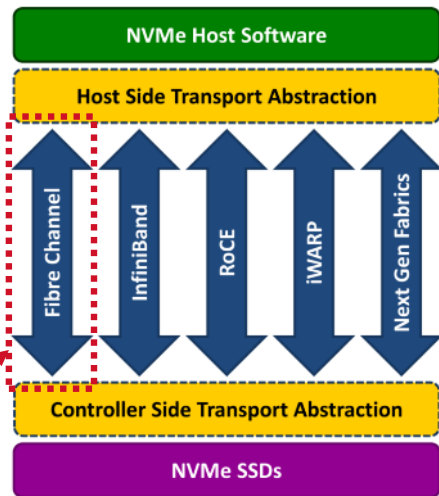 NVMe Host Software
Host Side Transport Abstraction
Fibre Channel
InfiniBand
RoCE
iWARP
Next Gen Fabrics
Controller Side Transport Abstraction
NVMe SSDs